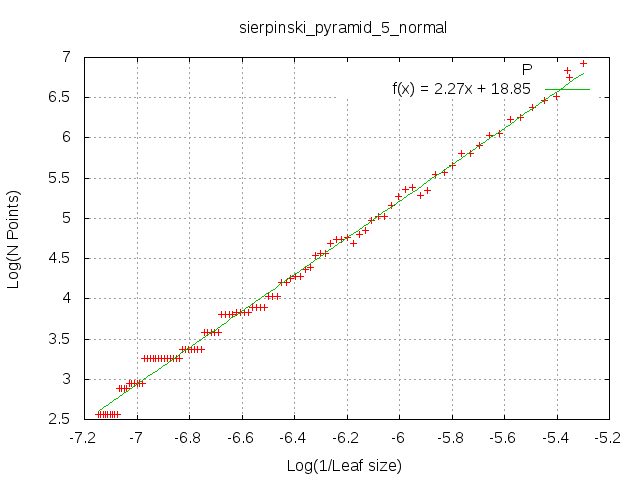 sierpinski_pyramid_5_normal
7
6.5
6
5.5
5
4.5
4
3.5
3
2.5
Log(N Points)
P
f(x) = 2.27x + 18.85
-7.2 -7 -6.8 -6.6 -6.4 -6.2 -6 -5.8 -5.6 -5.4 -5.2
Log(1/Leaf size)